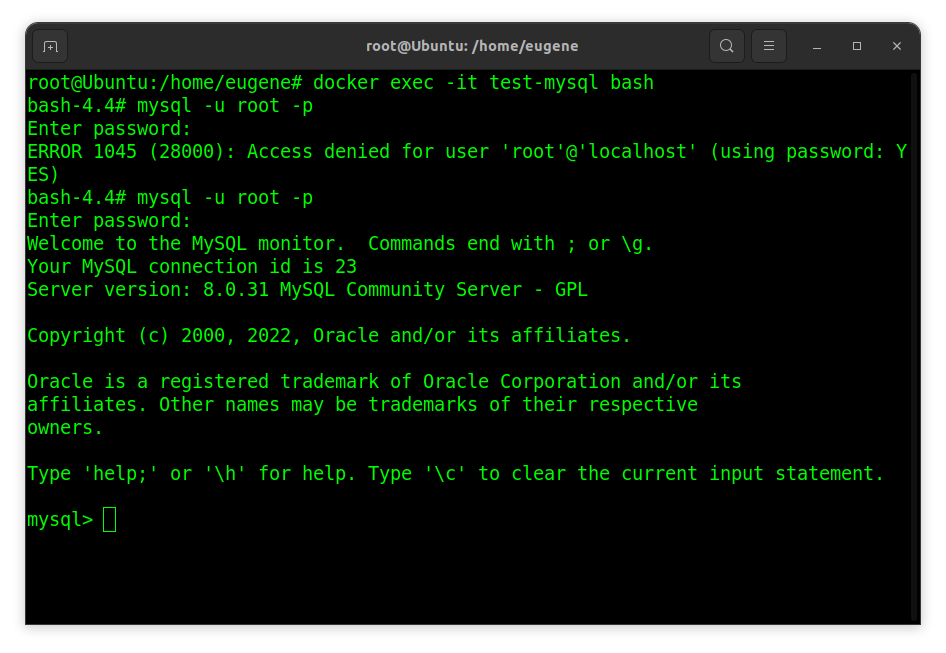 root@Ubuntu: /home/eugene
root@Ubuntu:/home/eugene# docker exec -it test-mysql bash
bash-4.4# mysql -u root -p
Enter password:
ERROR 1045 (28000): Access denied for user 'root'@'localhost' (using password: Y
ES)
bash-4.4# mysql -u root -p
Enter password:
Welcome to the MySQL monitor.  Commands end with ; or \g.
Your MySQL connection id is 23
Server version: 8.0.31 MySQL Community Server - GPL
Copyright (c) 2000, 2022, Oracle and/or its affiliates.
Oracle is a registered trademark of Oracle Corporation and/or its
affiliates. Other names may be trademarks of their respective
owners.
Type 'help;' or '\h' for help. Type '\c' to clear the current input statement.
mysql>